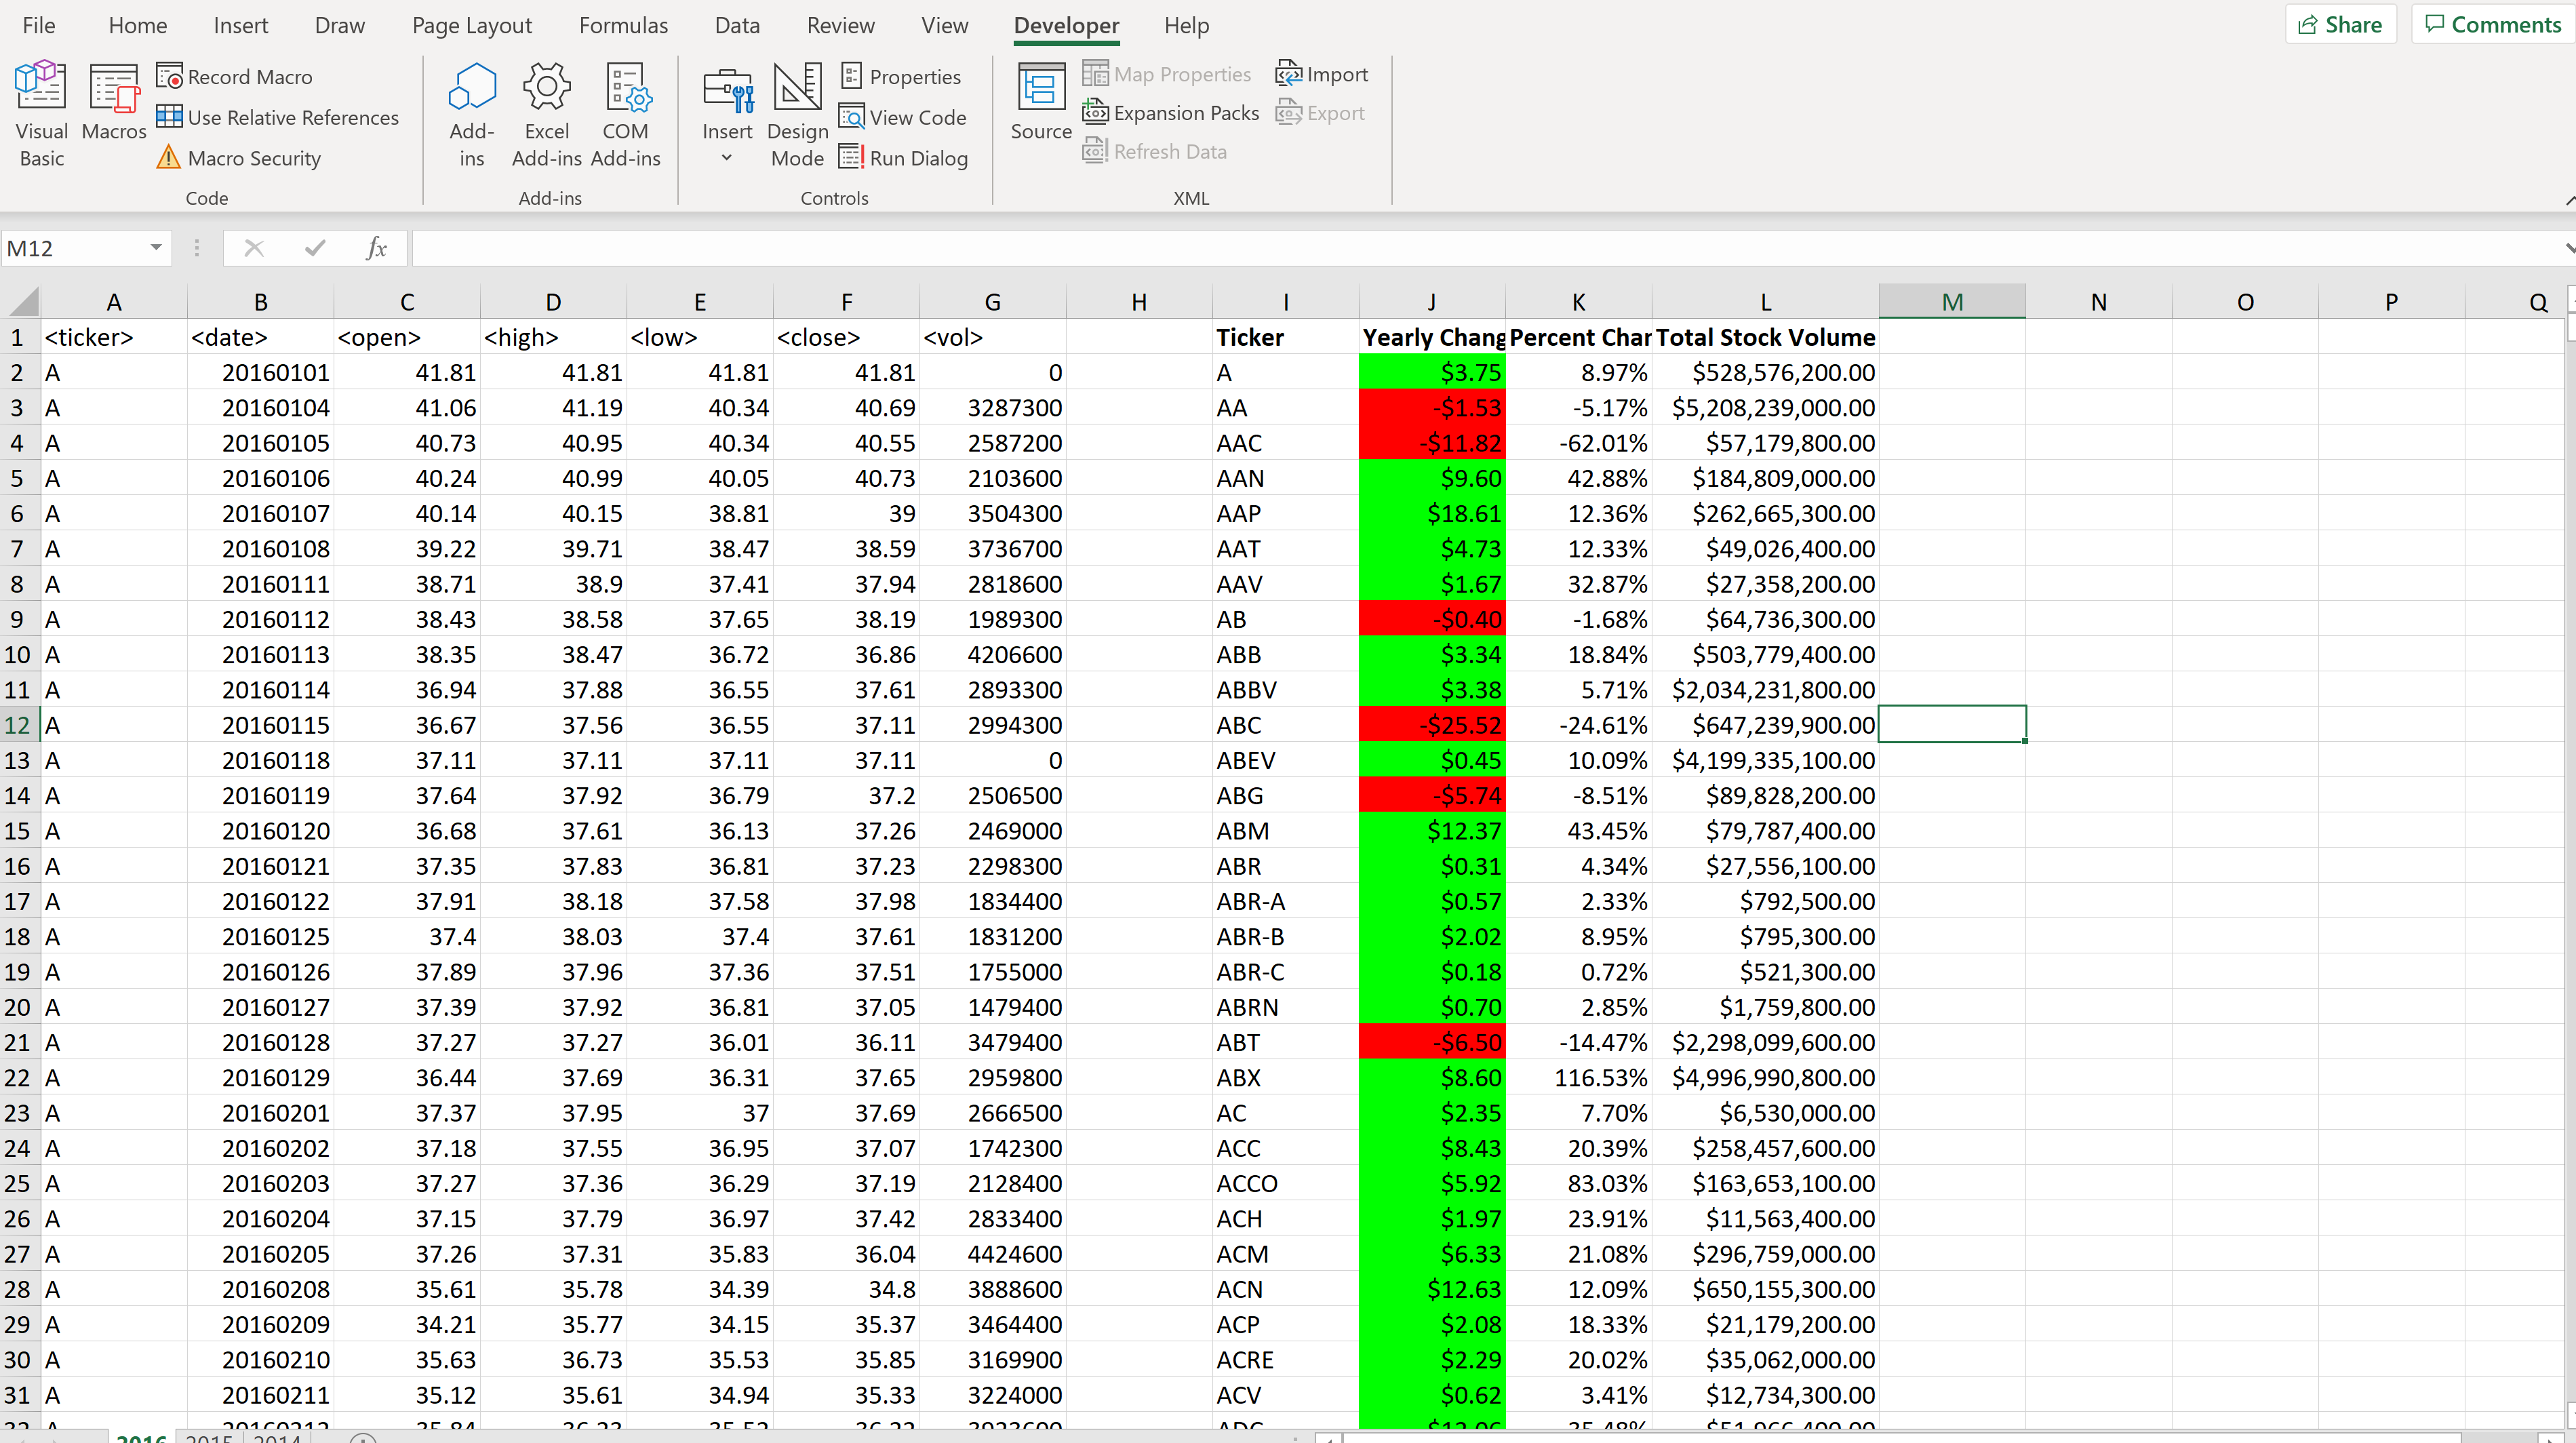 File Home Insert Draw Page Layout Formulas Data Review View Developer Help Share Comments
Visual Basic Macros Record Macro Use Relative References Macro Security
Add-ins Excel Add-ins COM Add-ins
Insert Design Mode Properties View Code Run Dialog
Source Map Properties Expansion Packs Refresh Data Import Export
Code Add-ins Controls XML
M12 fx
A B C D E F G H I J K L M N O P Q
1 <ticker> <date> <open> <high> <low> <close> <vol> Ticker Yearly Chang Percent Char Total Stock Volume
2 A 20160101 41.81 41.81 41.81 41.81 0 A $3.75 8.97% $528,576,200.00
3 A 20160104 41.06 41.19 40.34 40.69 3287300 AA -$1.53 -5.17% $5,208,239,000.00
4 A 20160105 40.73 40.95 40.34 40.55 2587200 AAC -$11.82 -62.01% $57,179,800.00
5 A 20160106 40.24 40.99 40.05 40.73 2103600 AAN $9.60 42.88% $184,809,000.00
6 A 20160107 40.14 40.15 38.81 39 3504300 AAP $18.61 12.36% $262,665,300.00
7 A 20160108 39.22 39.71 38.47 38.59 3736700 AAT $4.73 12.33% $49,026,400.00
8 A 20160111 38.71 38.9 37.41 37.94 2818600 AAV $1.67 32.87% $27,358,200.00
9 A 20160112 38.43 38.58 37.65 38.19 1989300 AB -$0.40 -1.68% $64,736,300.00
10 A 20160113 38.35 38.47 36.72 36.86 4206600 ABB $3.34 18.84% $503,779,400.00
11 A 20160114 36.94 37.88 36.55 37.61 2893300 ABBV $3.38 5.71% $2,034,231,800.00
12 A 20160115 36.67 37.56 36.55 37.11 2994300 ABC -$25.52 -24.61% $647,239,900.00
13 A 20160118 37.11 37.11 37.11 37.11 0 ABEV $0.45 10.09% $4,199,335,100.00
14 A 20160119 37.64 37.92 36.79 37.2 2506500 ABG -$5.74 -8.51% $89,828,200.00
15 A 20160120 36.68 37.61 36.13 37.26 2469000 ABM $12.37 43.45% $79,787,400.00
16 A 20160121 37.35 37.83 36.81 37.23 2298300 ABR $0.31 4.34% $27,556,100.00
17 A 20160122 37.91 38.18 37.58 37.98 1834400 ABR-A $0.57 2.33% $792,500.00
18 A 20160125 37.4 38.03 37.4 37.61 1831200 ABR-B $2.02 8.95% $795,300.00
19 A 20160126 37.89 37.96 37.36 37.51 1755000 ABR-C $0.18 0.72% $521,300.00
20 A 20160127 37.39 37.92 36.81 37.05 1479400 ABRN $0.70 2.85% $1,759,800.00
21 A 20160128 37.27 37.27 36.01 36.11 3479400 ABT -$6.50 -14.47% $2,298,099,600.00
22 A 20160129 36.44 37.69 36.31 37.65 2959800 ABX $8.60 116.53% $4,996,990,800.00
23 A 20160201 37.37 37.95 37 37.69 2666500 AC $2.35 7.70% $6,530,000.00
24 A 20160202 37.18 37.55 36.95 37.07 1742300 ACC $8.43 20.39% $258,457,600.00
25 A 20160203 37.27 37.36 36.29 37.19 2128400 ACCO $5.92 83.03% $163,653,100.00
26 A 20160204 37.15 37.79 36.97 37.42 2833400 ACH $1.97 23.91% $11,563,400.00
27 A 20160205 37.26 37.31 35.83 36.04 4424600 ACM $6.33 21.08% $296,759,000.00
28 A 20160208 35.61 35.78 34.39 34.8 3888600 ACN $12.63 12.09% $650,155,300.00
29 A 20160209 34.21 35.77 34.15 35.37 3464400 ACP $2.08 18.33% $21,179,200.00
30 A 20160210 35.63 36.73 35.53 35.85 3169900 ACRE $2.29 20.02% $35,062,000.00
31 A 20160211 35.12 35.61 34.94 35.33 3224000 ACV $0.62 3.41% $12,734,300.00
2016 2015 2014